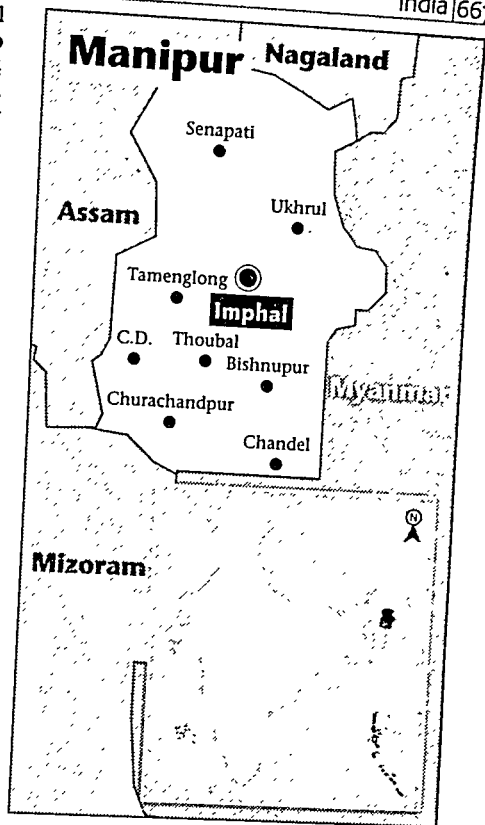 India 66
Manipur
Nagaland
Senapati
Assam
Ukhrul
Tamenglong
Imphal
C.D.
Thoubal
Bishnupur
Myanmar
Churachandpur
Chandel
N
Mizoram